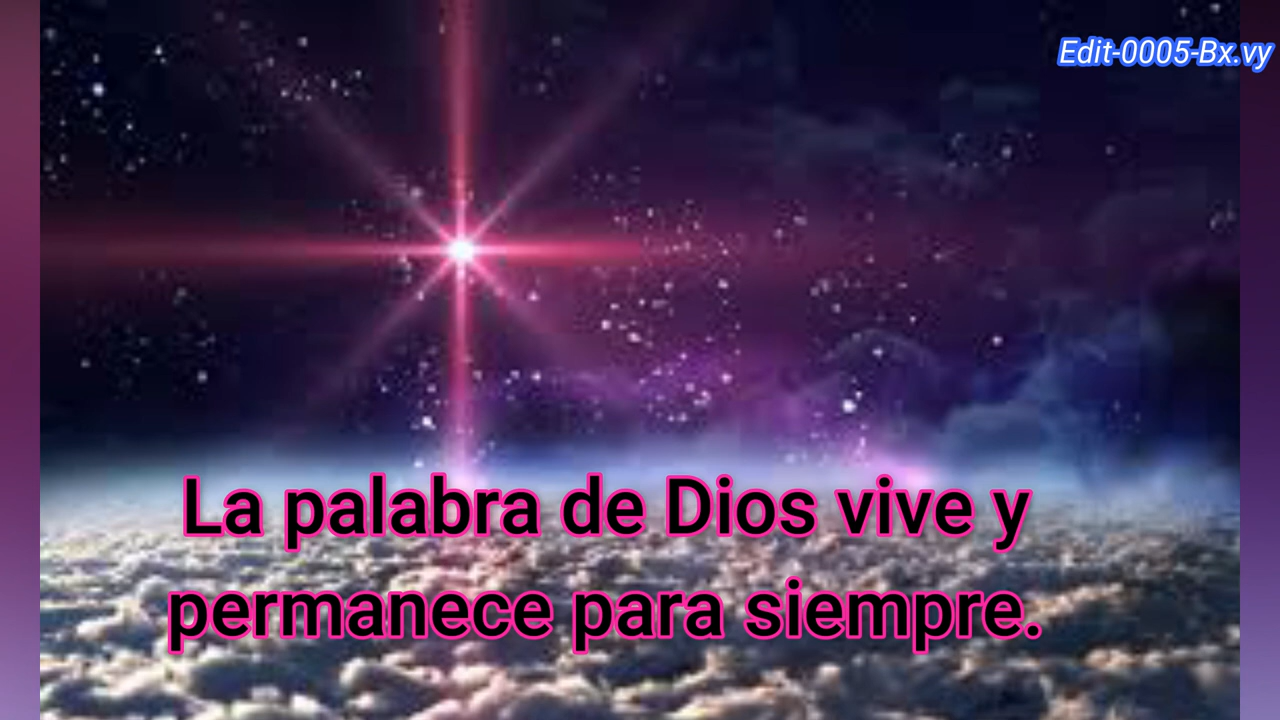 Edit-0005-Bx.vy
La palabra de Dios vive y
permanece para siempre.